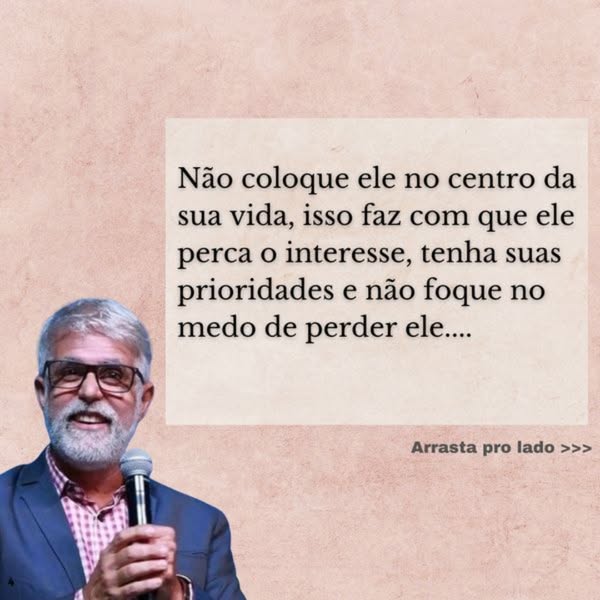 Não coloque ele no centro da
sua vida, isso faz com que ele
perca o interesse, tenha suas
prioridades e não foque no
medo de perder ele....
Arrasta pro lado >>>